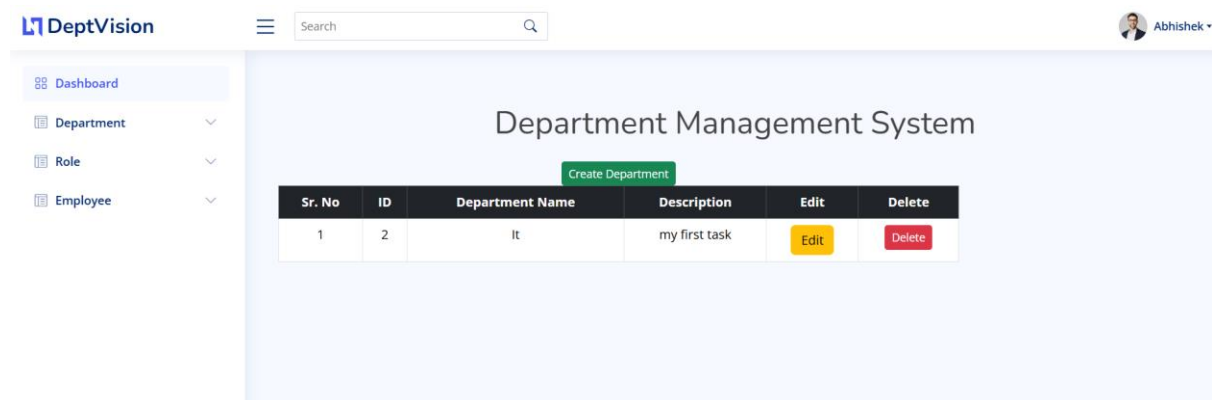 DeptVision
Search
Abhishek
Dashboard
Department
Role
Employee
Department Management System
Create Department
Sr. No ID Department Name Description Edit Delete
1 2 It my first task Edit Delete